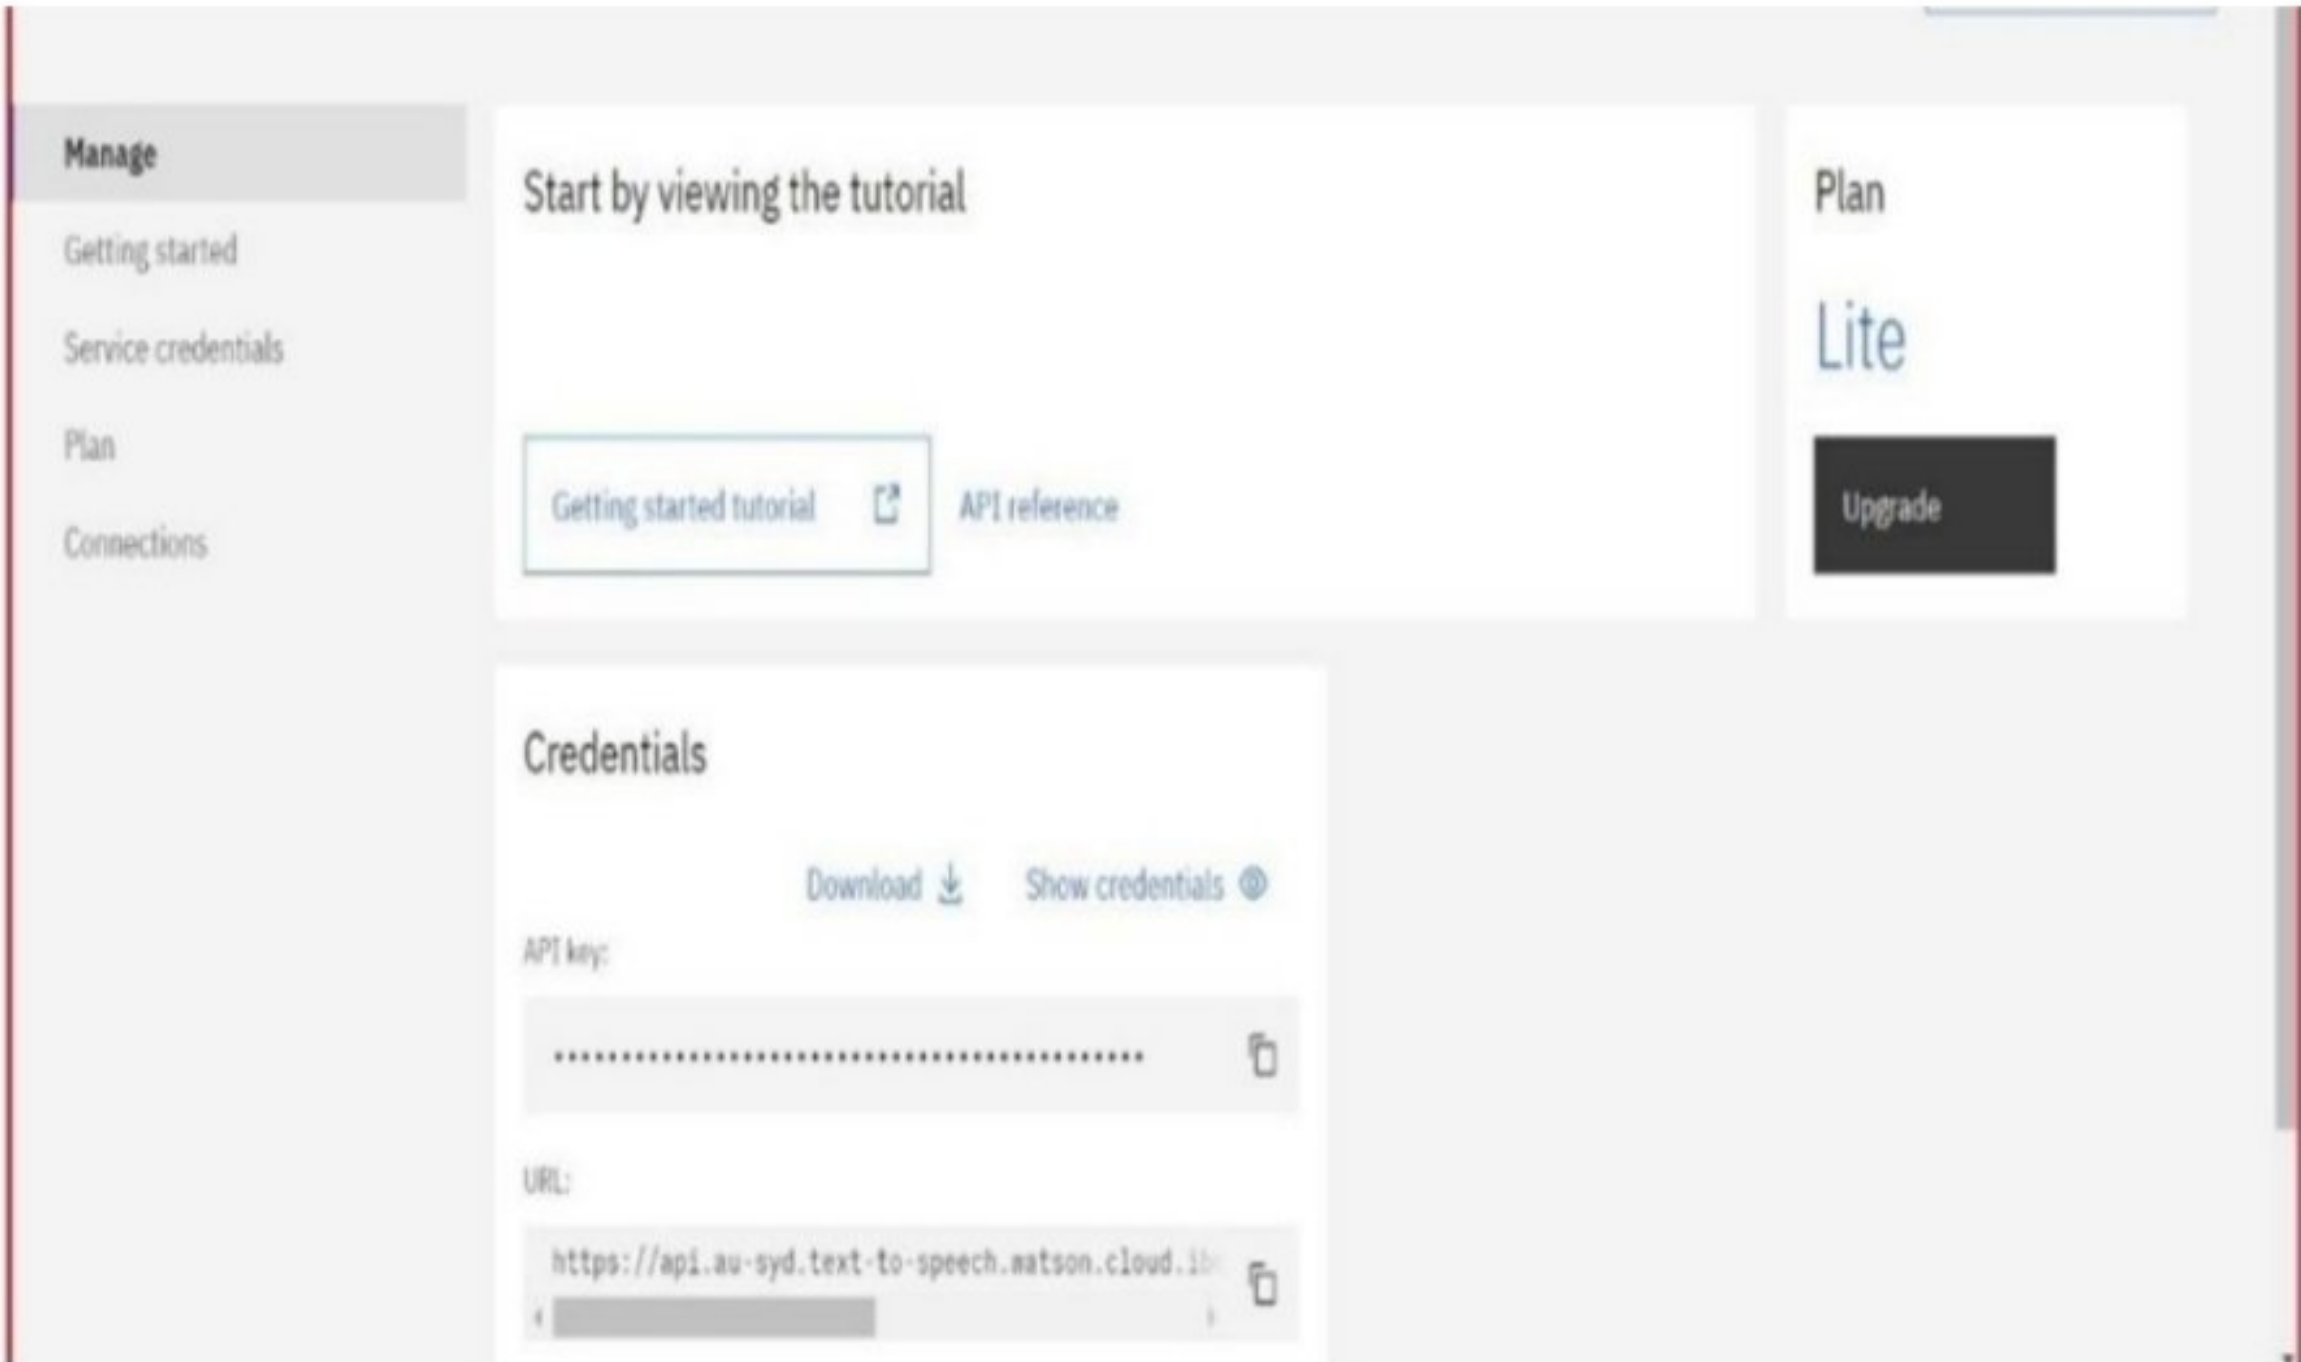 Manage
Getting started
Service credentials
Plan
Connections
Start by viewing the tutorial
Getting started tutorial
API reference
Plan
Lite
Upgrade
Credentials
Download
Show credentials
API key:
••••••••••••••••••••••••••••••••••••••••••••
URL:
https://api.au-syd.text-to-speech.watson.cloud.ib